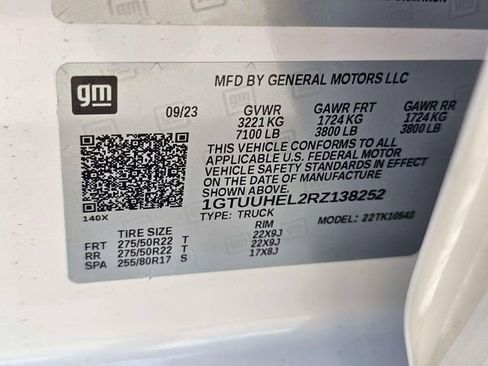 gm
MFD BY GENERAL MOTORS LLC
09/23 GVWR GAWR FRT GAWR RR
3221 KG 1724 KG 1724 KG
7100 LB 3800 LB 3800 LB
THIS VEHICLE CONFORMS TO ALL
APPLICABLE U.S. FEDERAL MOTOR
VEHICLE SAFETY STANDARDS IN EFFECT
ON THE DATE OF MANUFACTURE
SHOWN ABOVE.
1GTUUHEL2RZ138252
140X
TYPE: TRUCK MODEL: 22TK10543
TIRE SIZE RIM
FRT 275/50R22 T 22X9J
RR 275/50R22 T 22X9J
SPA 255/80R17 S 17X8J